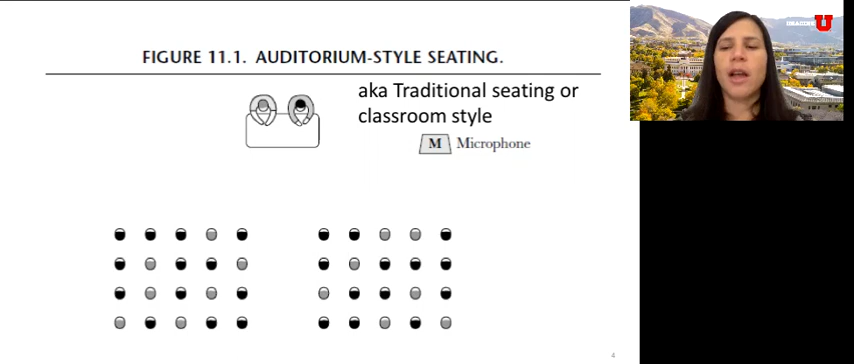 FIGURE 11.1. AUDITORIUM-STYLE SEATING.
aka Traditional seating or
classroom style
M Microphone
4
U